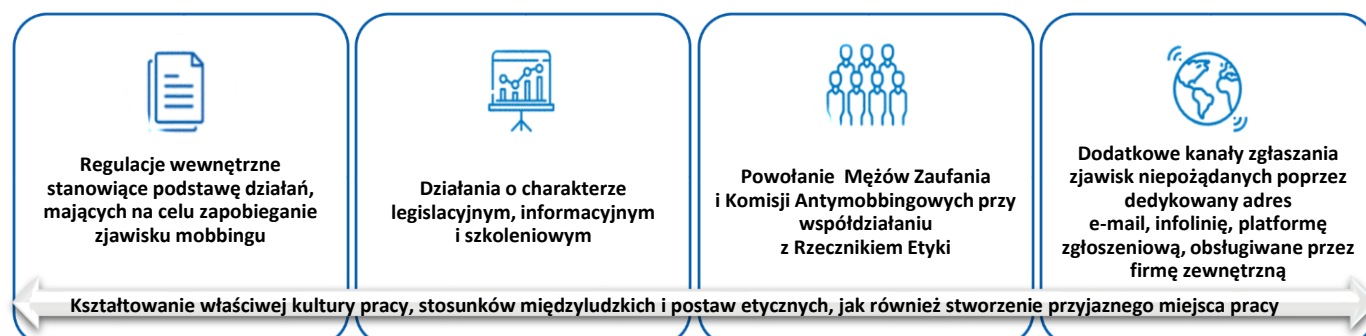 Regulacje wewnętrzne
stanowiące podstawę działań,
mających na celu zapobieganie
zjawisku mobbingu
Działania o charakterze
legislacyjnym, informacyjnym
i szkoleniowym
Powołanie Mężów Zaufania
i Komisji Antymobbingowych przy
współdziałaniu
z Rzecznikiem Etyki
Dodatkowe kanały zgłaszania
zjawisk niepożądanych poprzez
dedykowany adres
e-mail, infolinię, platformę
zgłoszeniową, obsługiwane przez
firmę zewnętrzną
Kształtowanie właściwej kultury pracy, stosunków międzyludzkich i postaw etycznych, jak również stworzenie przyjaznego miejsca pracy